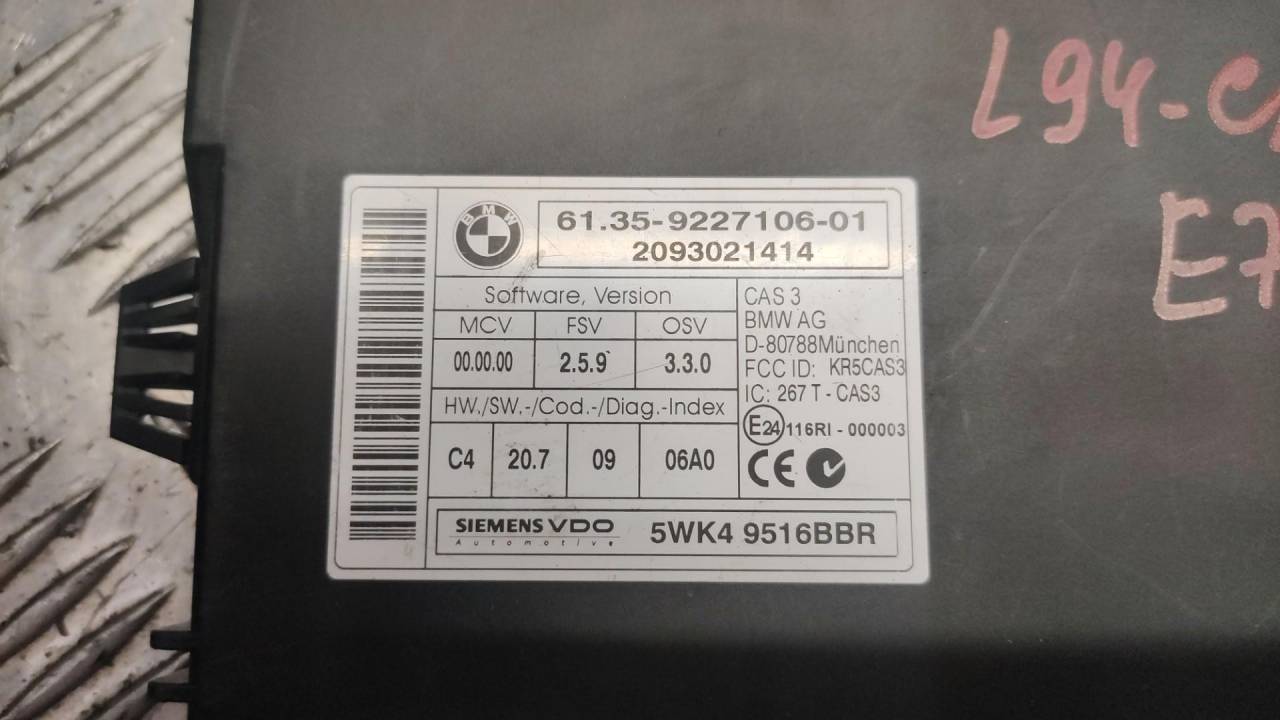 L94-C
E7
BMW
61.35-9227106-01
2093021414
Software, Version
MCV FSV OSV
00.00.00 2.5.9 3.3.0
HW./SW.-/Cod.-/Diag.-Index
C4 20.7 09 06A0
CAS 3
BMW AG
D-80788München
FCC ID: KR5CAS3
IC: 267 T - CAS3
E24 116RI - 000003
CE
SIEMENS VDO
Automotive
5WK4 9516BBR